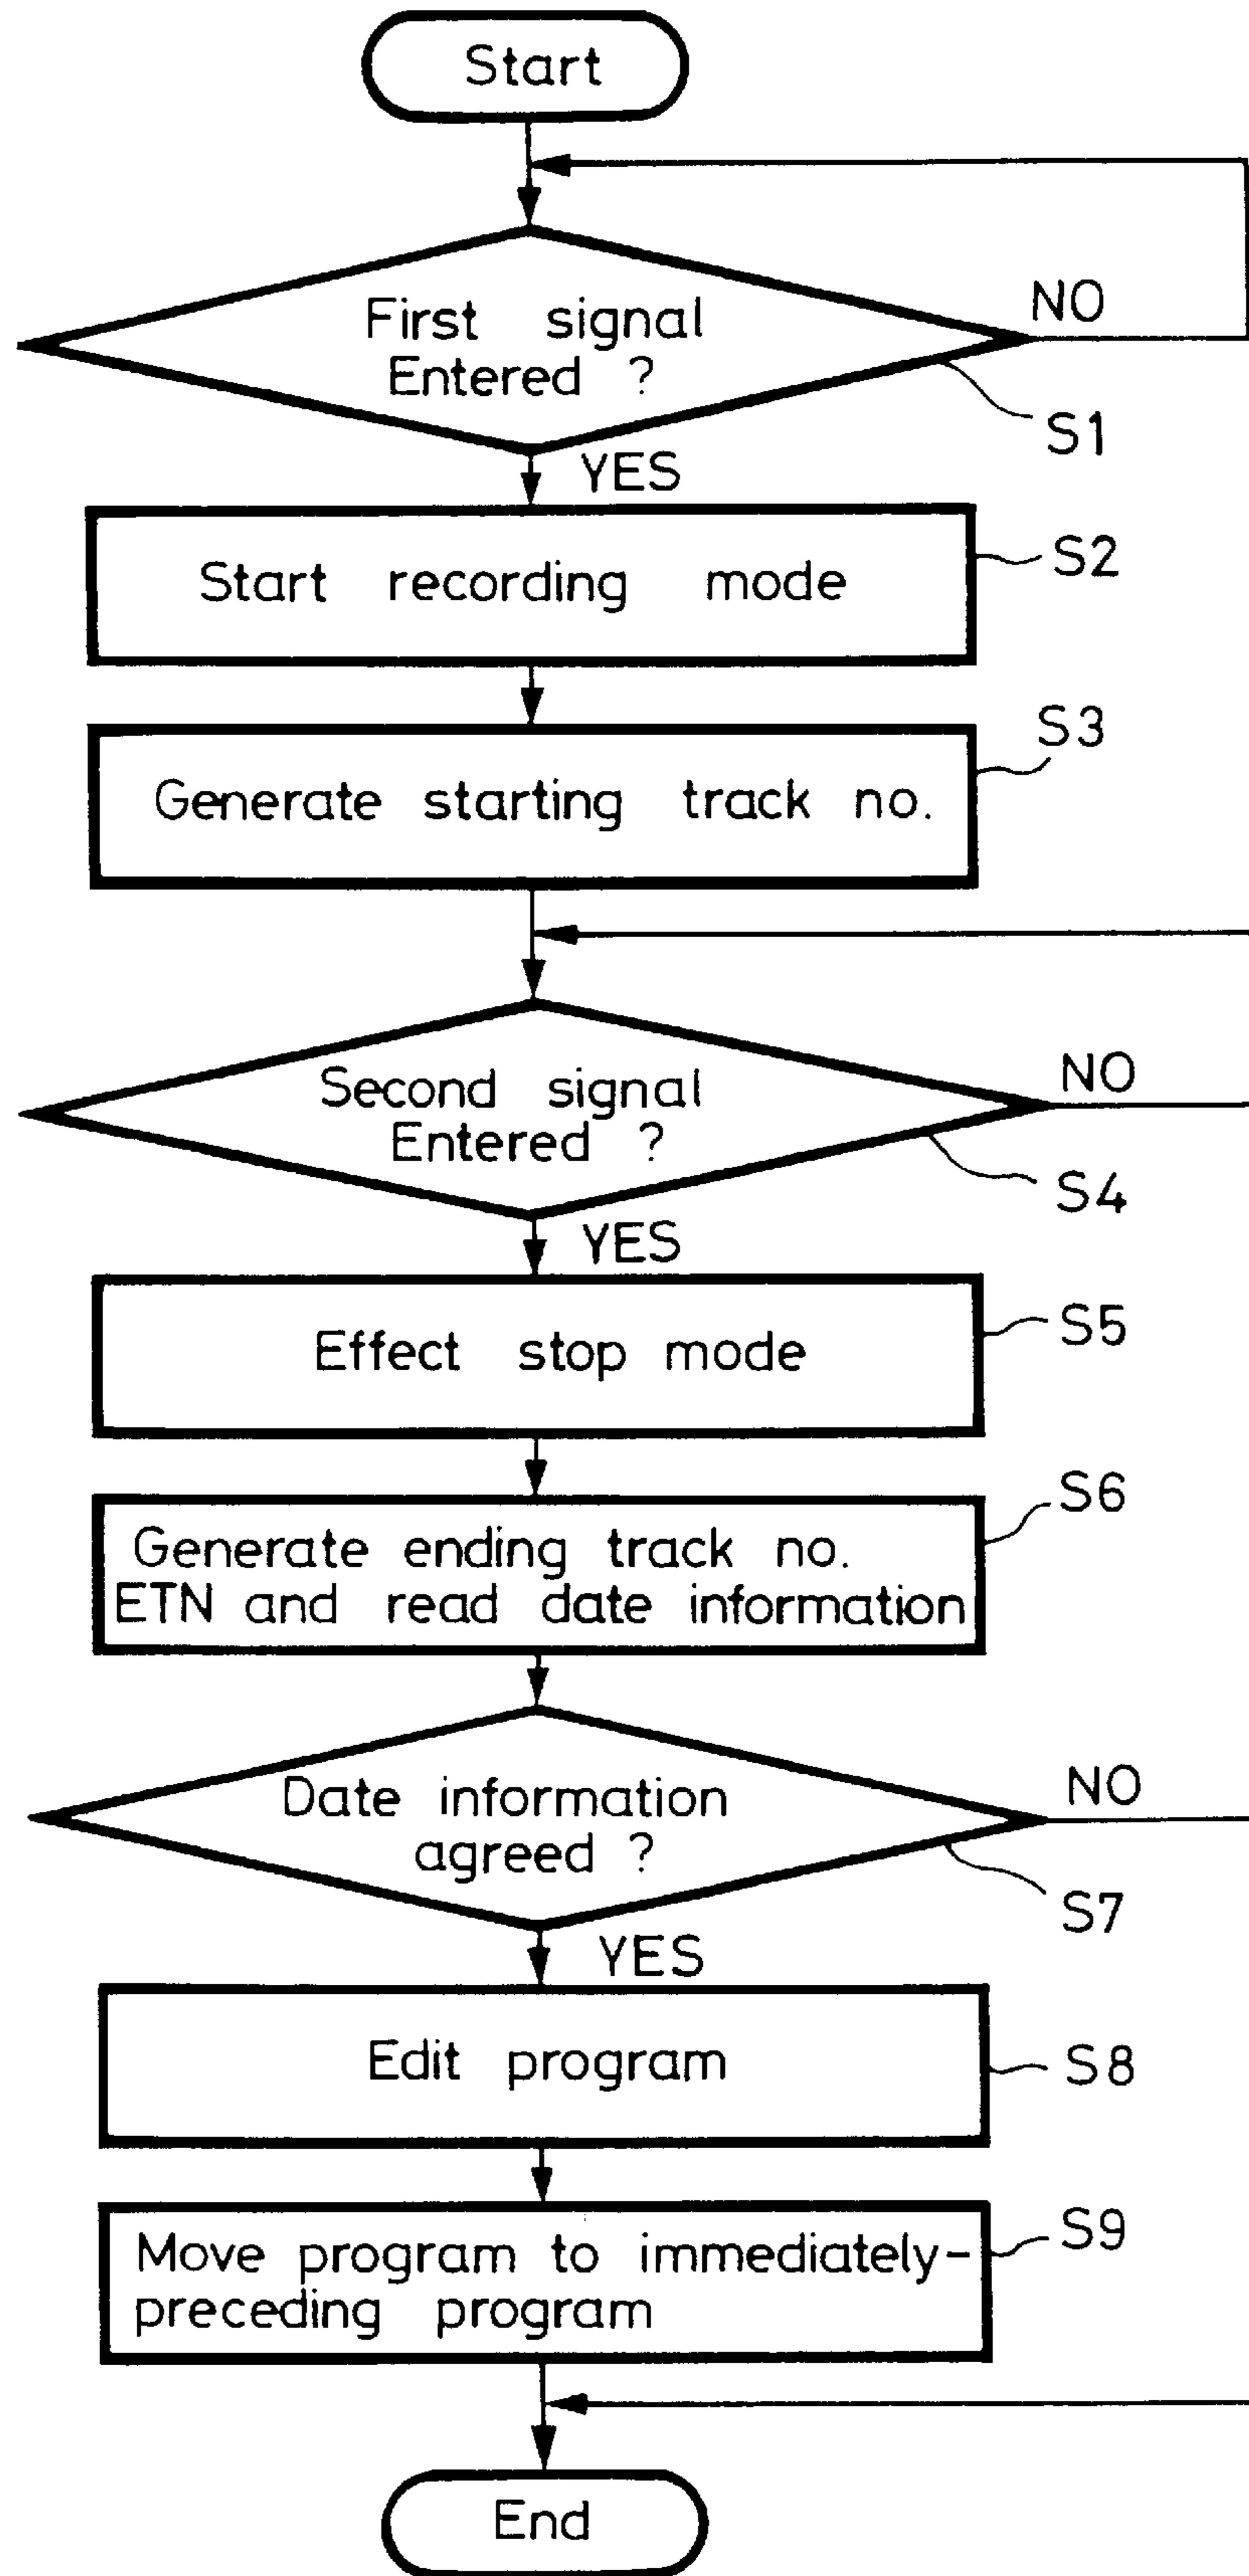 Start
First signal
Entered ?
NO
S1
YES
Start recording mode
S2
Generate starting track no.
S3
Second signal
Entered ?
NO
S4
YES
Effect stop mode
S5
Generate ending track no.
ETN and read date information
S6
Date information
agreed ?
NO
S7
YES
Edit program
S8
Move program to immediately-
preceding program
S9
End